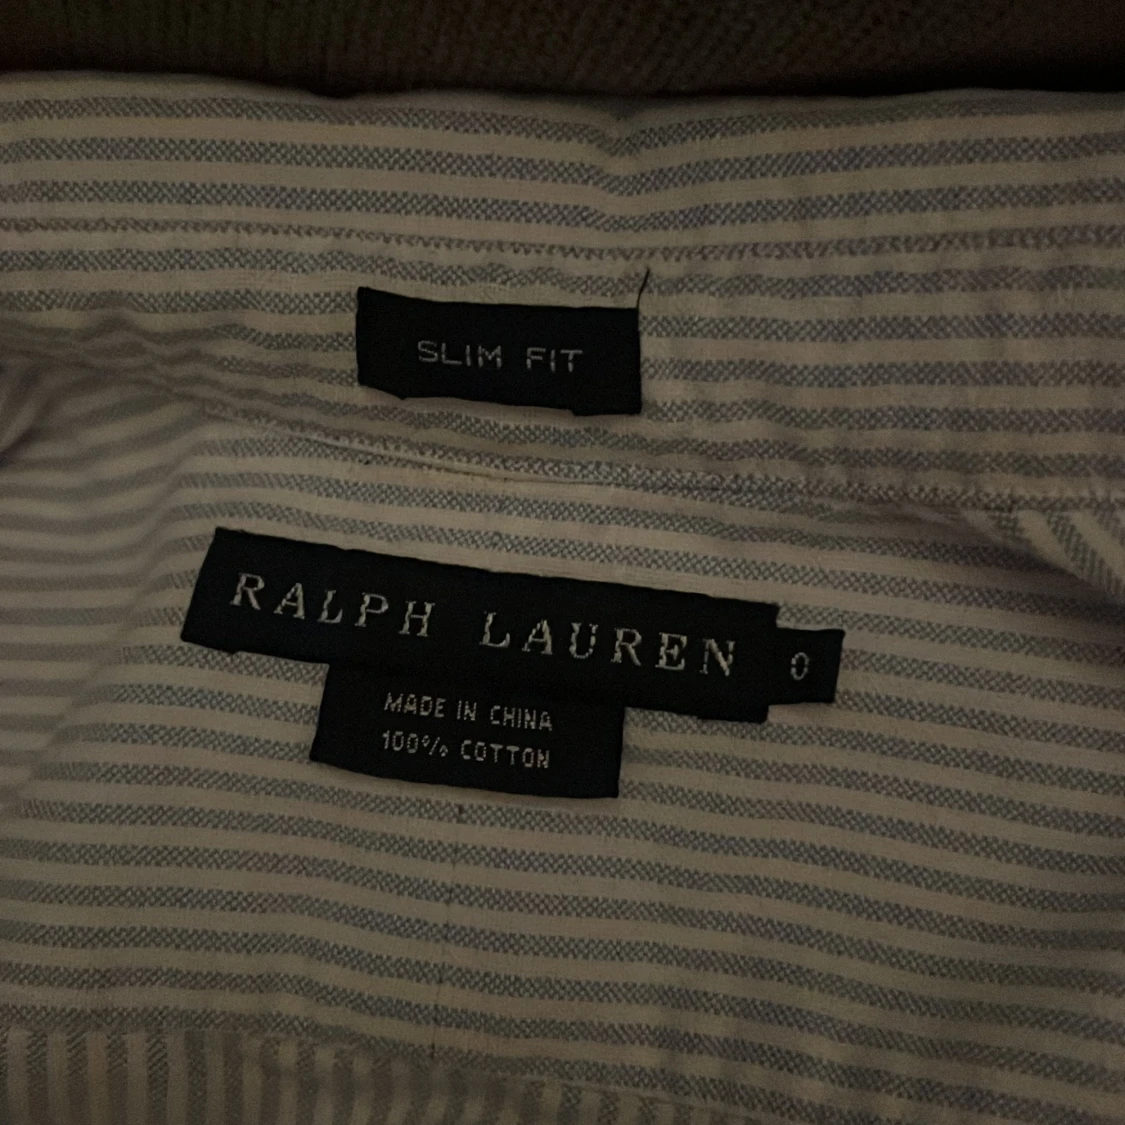 SLIM FIT
RALPH LAUREN 0
MADE IN CHINA
100% COTTON